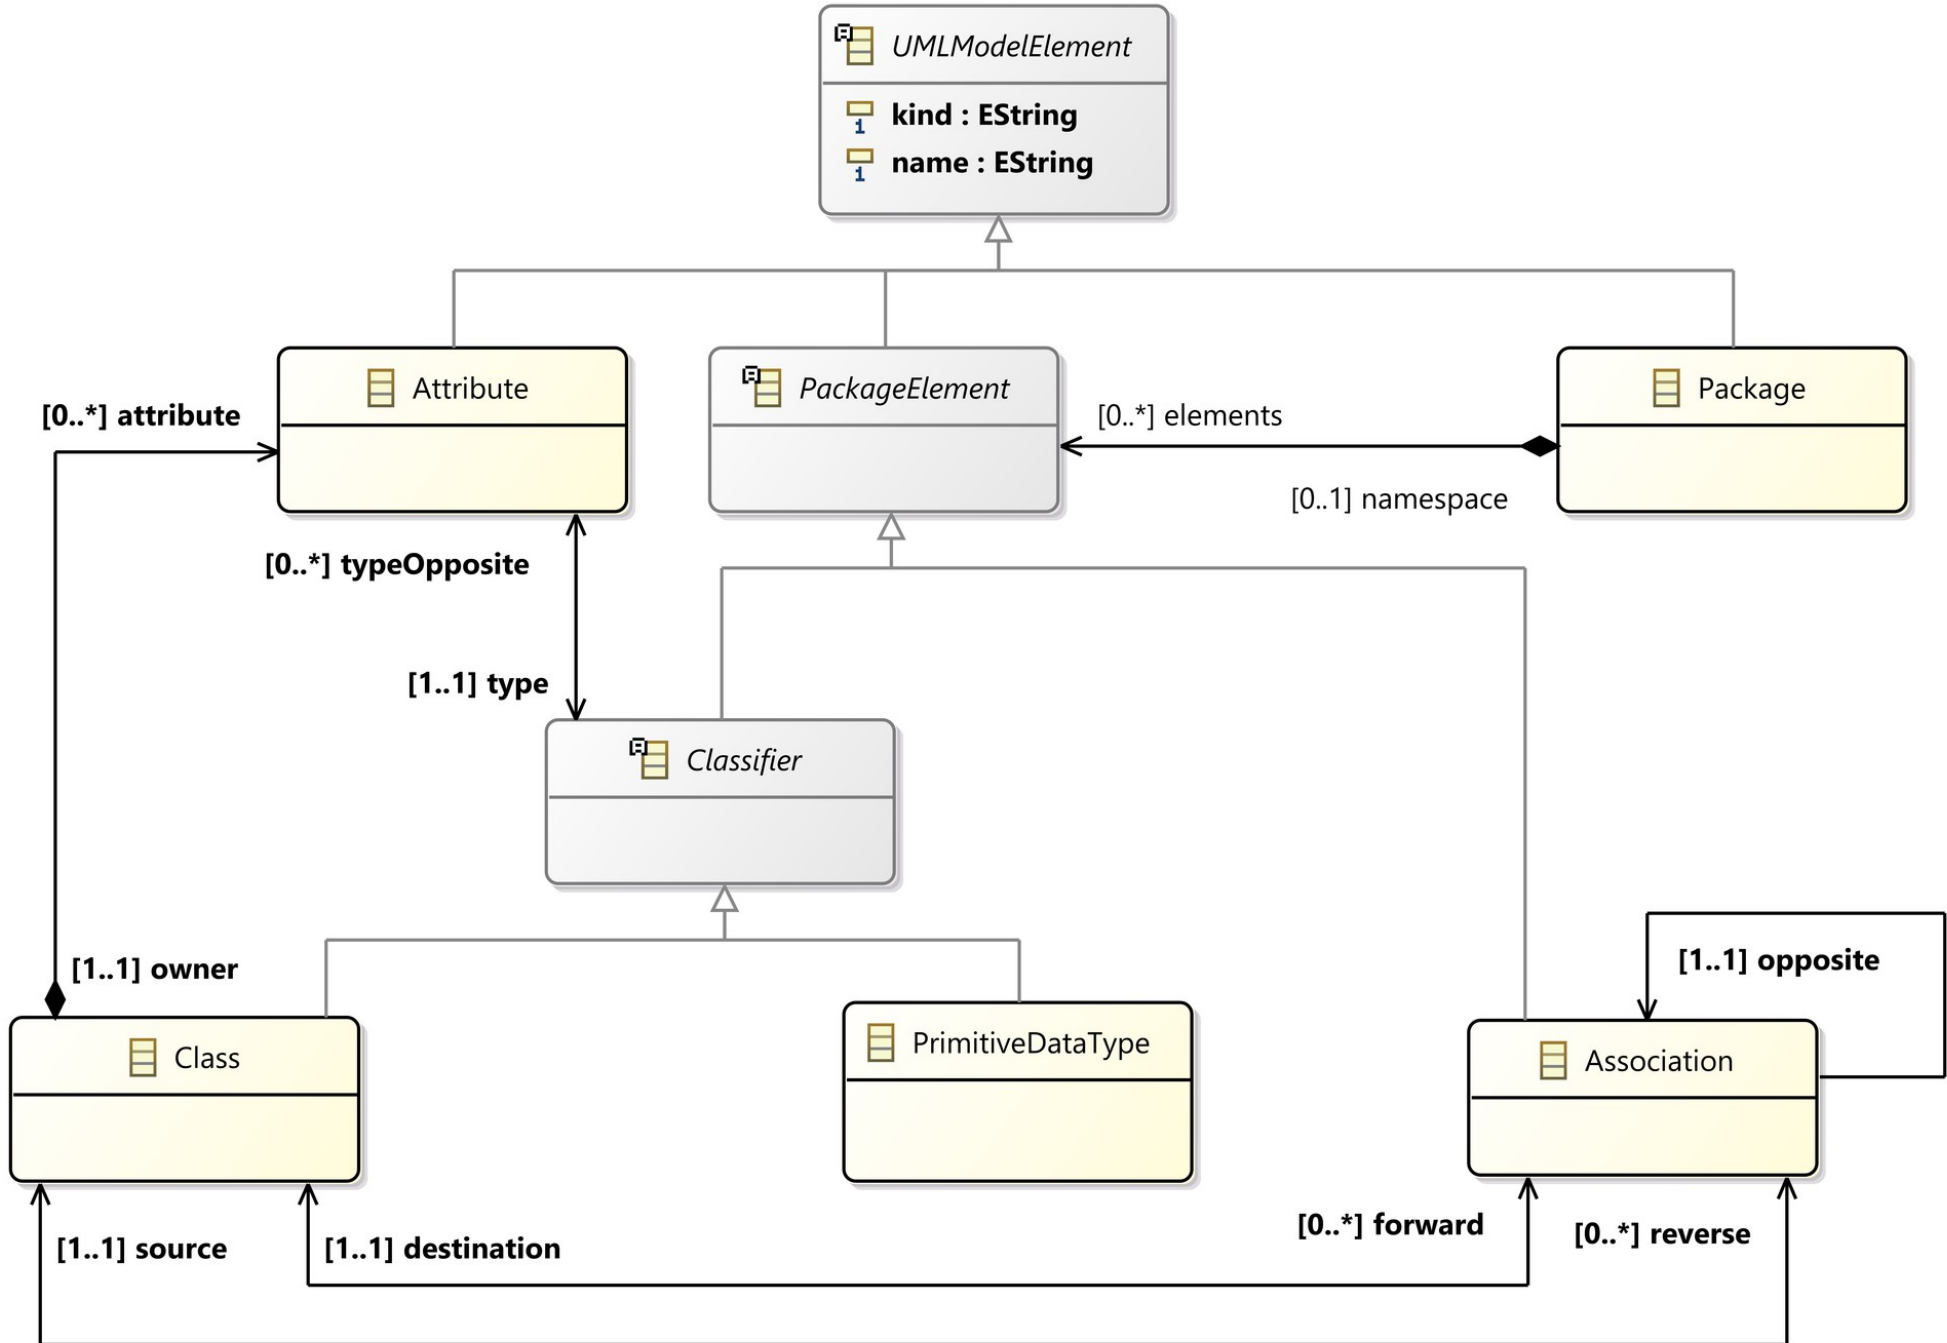 UMLModelElement
1 kind : EString
1 name : EString
Attribute
PackageElement
Package
[0..*] attribute
[0..*] elements
[0..1] namespace
[0..*] typeOpposite
[1..1] type
Classifier
[1..1] owner
[1..1] opposite
Class
PrimitiveDataType
Association
[1..1] source
[1..1] destination
[0..*] forward
[0..*] reverse